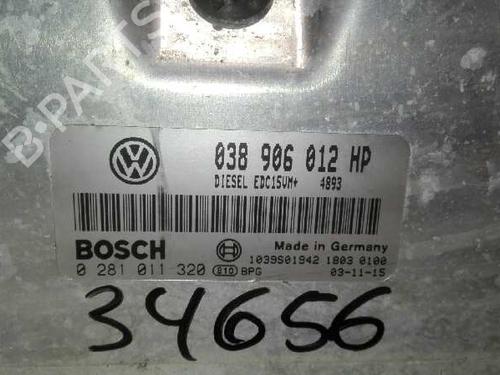 B-PARTS
038 906 012 HP
DIESEL EDC15VM+ 4893
BOSCH
Made in Germany
0 281 011 320 810 BPG
1039S01942 1803 0100
03-11-15
34656